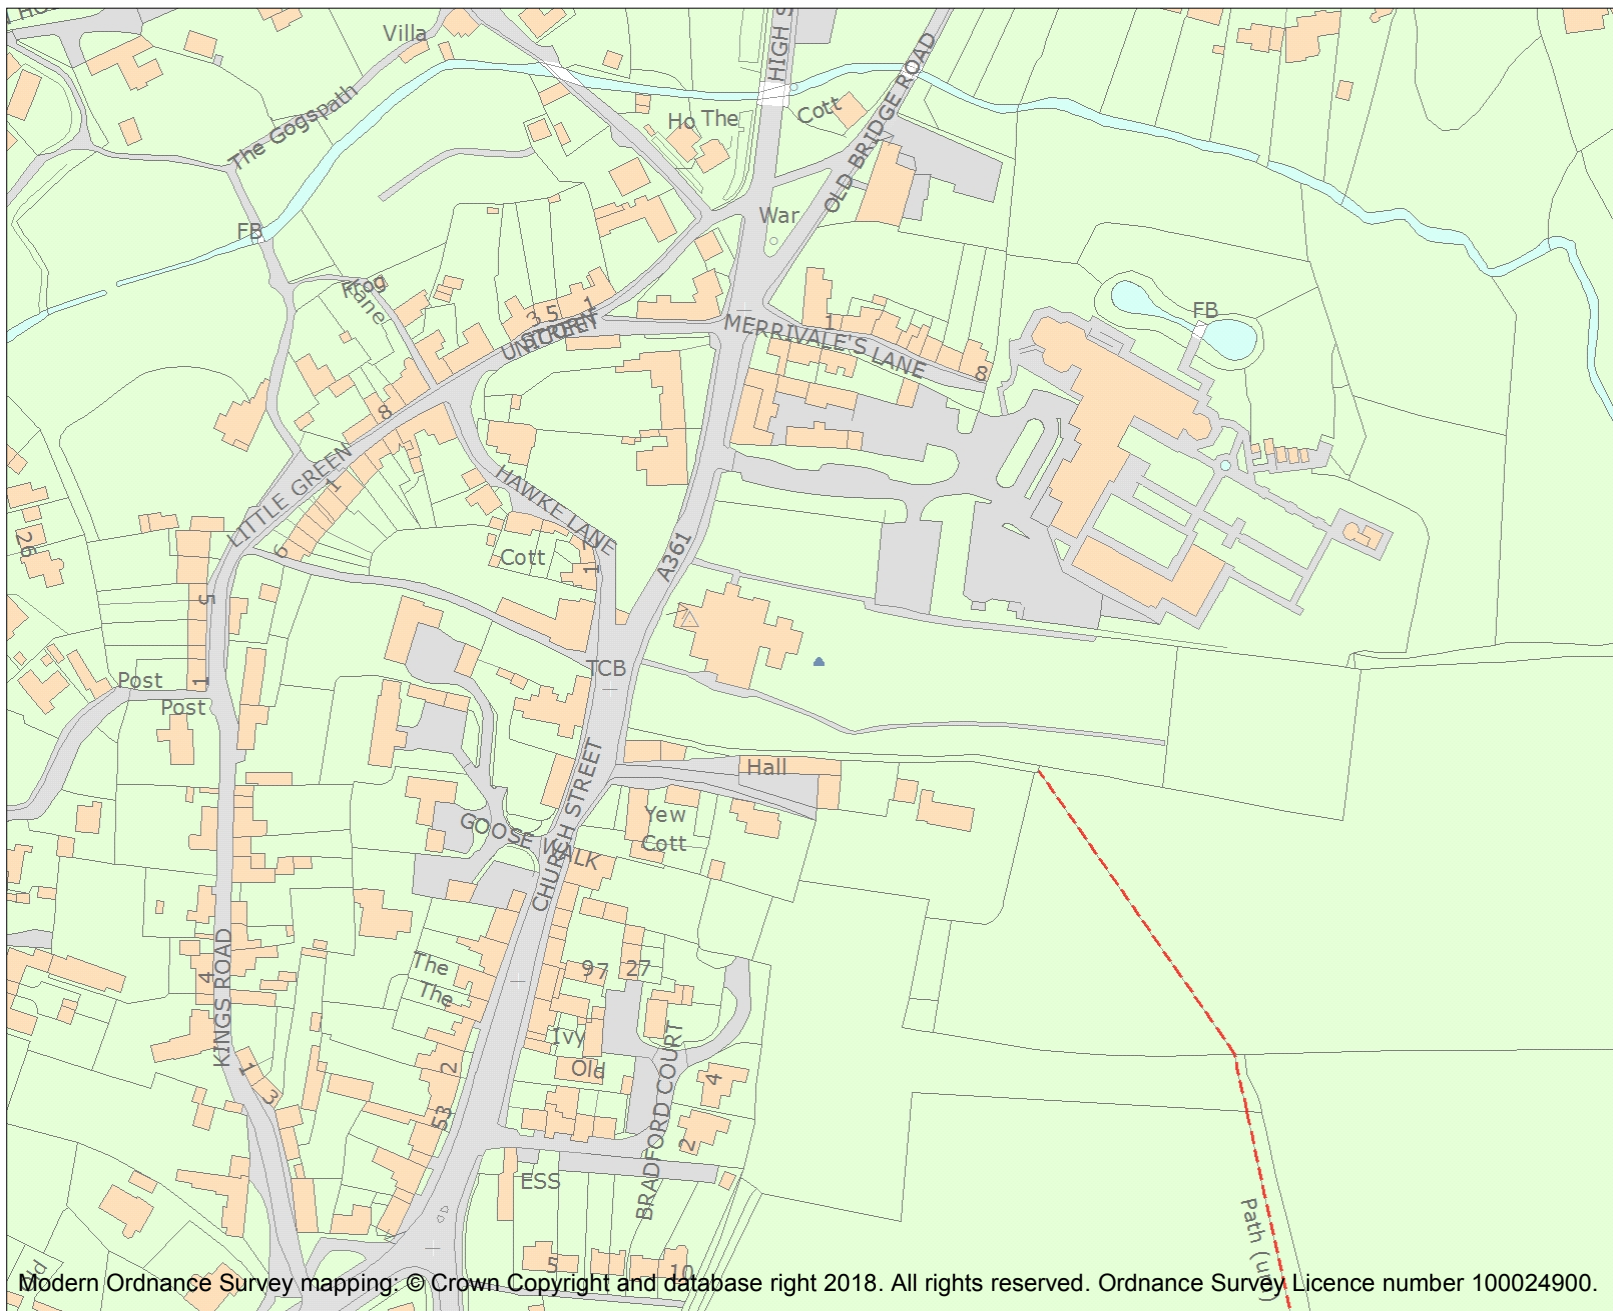 Villa
HIGH S
The Gogspath
Ho The
Cott
OLD BRIDGE ROAD
War
FB
Frog
Lane
3 5 1
STREET
FB
MERRIVALE'S LANE
1
8
8
LITTLE GREEN
1
6
HAWKE LANE
Cott
1
A361
26
5
1
Post
Post
TCB
CHURCH STREET
Hall
Yew
Cott
GOOSE WALK
KINGS ROAD
4
The
The
97
27
Ivy
Old
BRADFORD COURT
4
2
1
3
2
53
ESS
5
10
Path (um)
Modern Ordnance Survey mapping: © Crown Copyright and database right 2018. All rights reserved. Ordnance Survey Licence number 100024900.